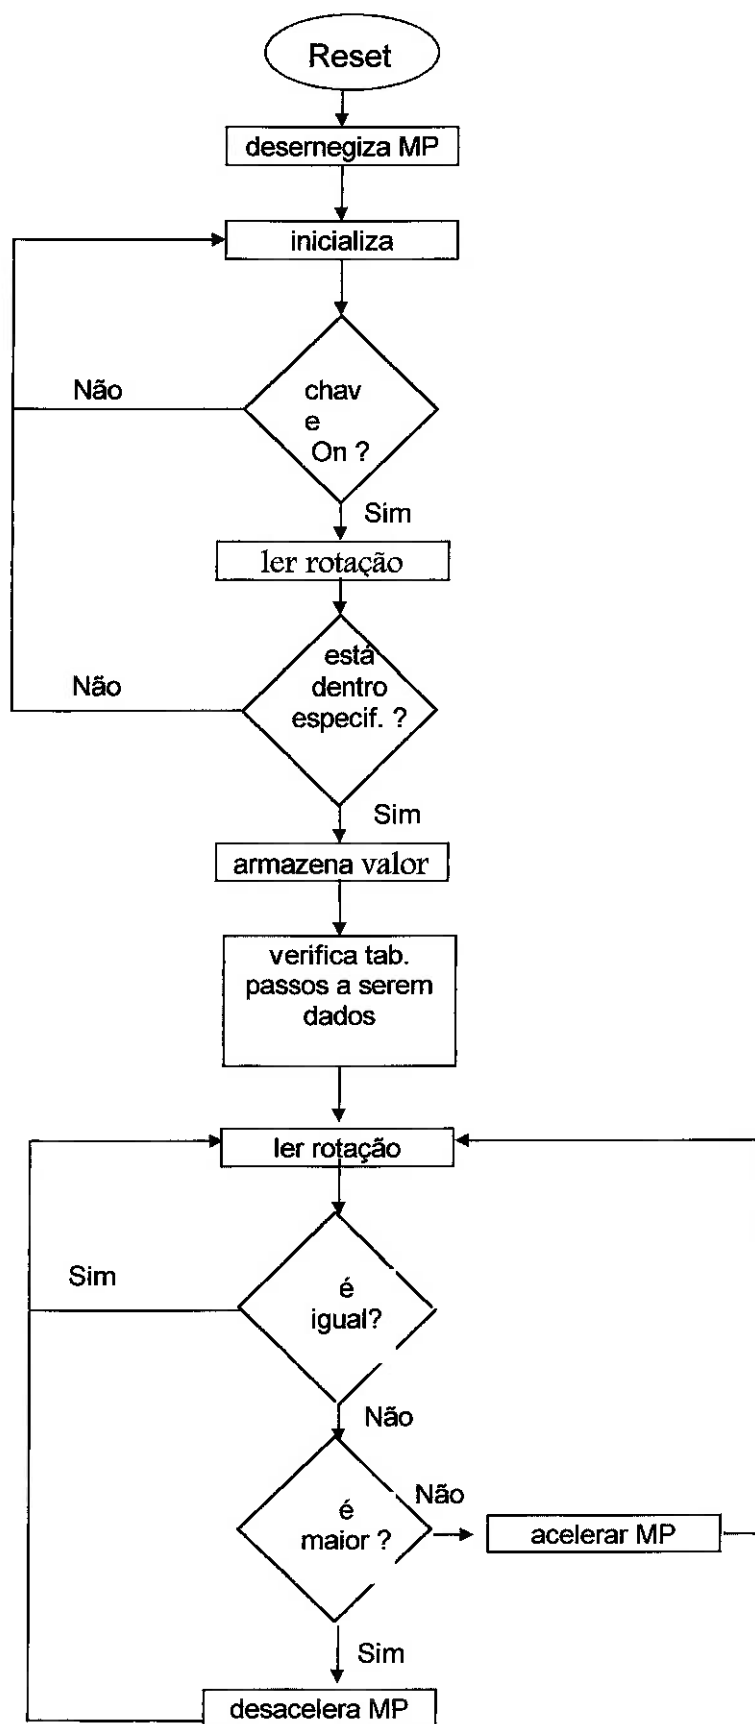 Reset
desernegiza MP
inicializa
Não
chav
e
On ?
Sim
ler rotação
Não
está
dentro
especif. ?
Sim
armazena valor
verifica tab.
passos a serem
dados
ler rotação
Sim
é
igual?
Não
é
maior ?
Não
acelerar MP
Sim
desacelera MP